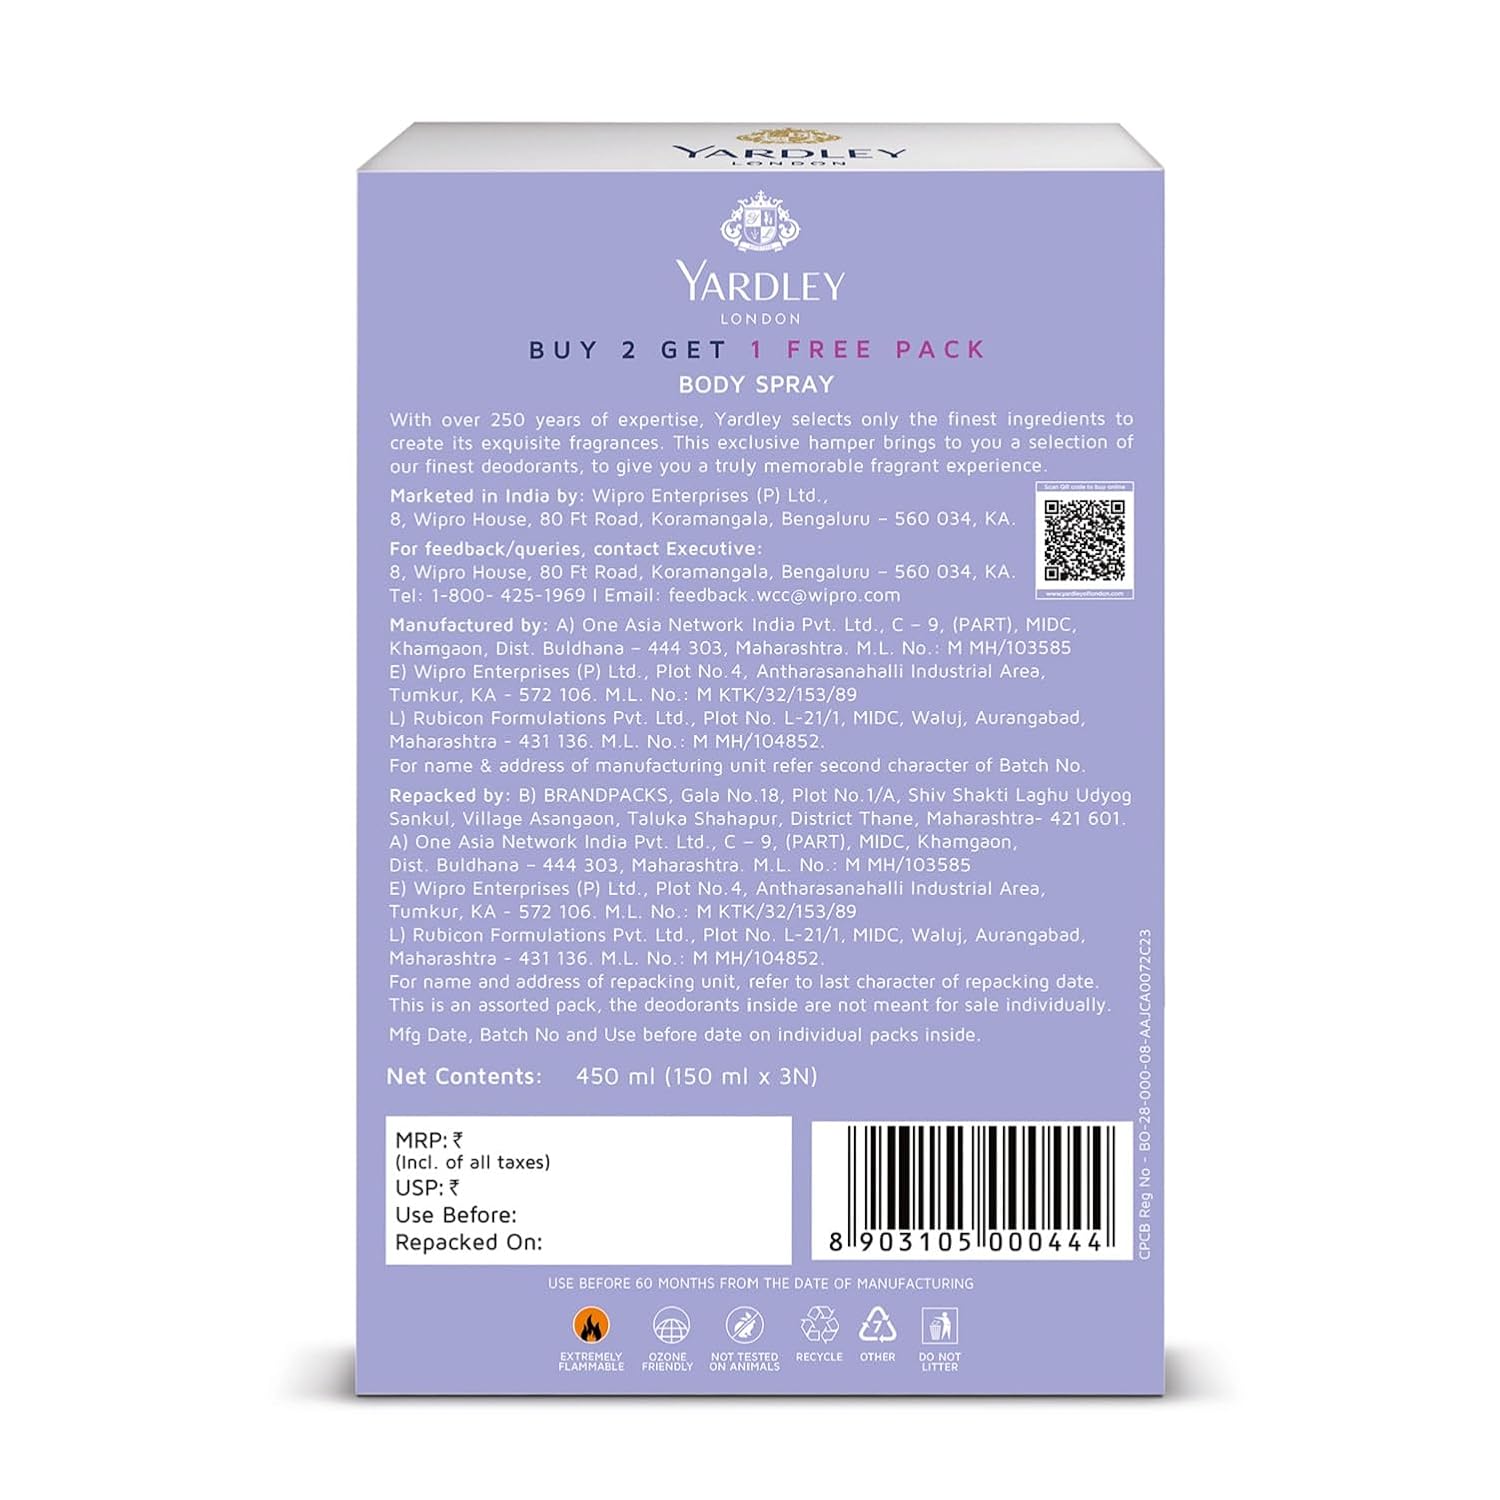 YARDLEY
LONDON
YARDLEY
LONDON
BUY 2 GET 1 FREE PACK
BODY SPRAY
With over 250 years of expertise, Yardley selects only the finest ingredients to
create its exquisite fragrances. This exclusive hamper brings to you a selection of
our finest deodorants, to give you a truly memorable fragrant experience.
Marketed in India by: Wipro Enterprises (P) Ltd.,
8, Wipro House, 80 Ft Road, Koramangala, Bengaluru – 560 034, KA.
For feedback/queries, contact Executive:
8, Wipro House, 80 Ft Road, Koramangala, Bengaluru – 560 034, KA.
Tel: 1-800- 425-1969 I Email: feedback.wcc@wipro.com
Scan QR code to buy online
www.yardleyoflondon.com
Manufactured by: A) One Asia Network India Pvt. Ltd., C – 9, (PART), MIDC,
Khamgaon, Dist. Buldhana – 444 303, Maharashtra. M.L. No.: M MH/103585
E) Wipro Enterprises (P) Ltd., Plot No.4, Antharasanahalli Industrial Area,
Tumkur, KA - 572 106. M.L. No.: M KTK/32/153/89
L) Rubicon Formulations Pvt. Ltd., Plot No. L-21/1, MIDC, Waluj, Aurangabad,
Maharashtra - 431 136. M.L. No.: M MH/104852.
For name & address of manufacturing unit refer second character of Batch No.
Repacked by: B) BRANDPACKS, Gala No.18, Plot No.1/A, Shiv Shakti Laghu Udyog
Sankul, Village Asangaon, Taluka Shahapur, District Thane, Maharashtra- 421 601.
A) One Asia Network India Pvt. Ltd., C – 9, (PART), MIDC, Khamgaon,
Dist. Buldhana – 444 303, Maharashtra. M.L. No.: M MH/103585
E) Wipro Enterprises (P) Ltd., Plot No.4, Antharasanahalli Industrial Area,
Tumkur, KA - 572 106. M.L. No.: M KTK/32/153/89
L) Rubicon Formulations Pvt. Ltd., Plot No. L-21/1, MIDC, Waluj, Aurangabad,
Maharashtra - 431 136. M.L. No.: M MH/104852.
For name and address of repacking unit, refer to last character of repacking date.
This is an assorted pack, the deodorants inside are not meant for sale individually.
Mfg Date, Batch No and Use before date on individual packs inside.
Net Contents: 450 ml (150 ml x 3N)
MRP: ₹
(Incl. of all taxes)
USP: ₹
Use Before:
Repacked On:
8 903105 000444
CPCB Reg No - BO-28-000-08-AAJCA0072C23
USE BEFORE 60 MONTHS FROM THE DATE OF MANUFACTURING
EXTREMELY
FLAMMABLE
OZONE
FRIENDLY
NOT TESTED
ON ANIMALS
RECYCLE
7
OTHER
DO NOT
LITTER